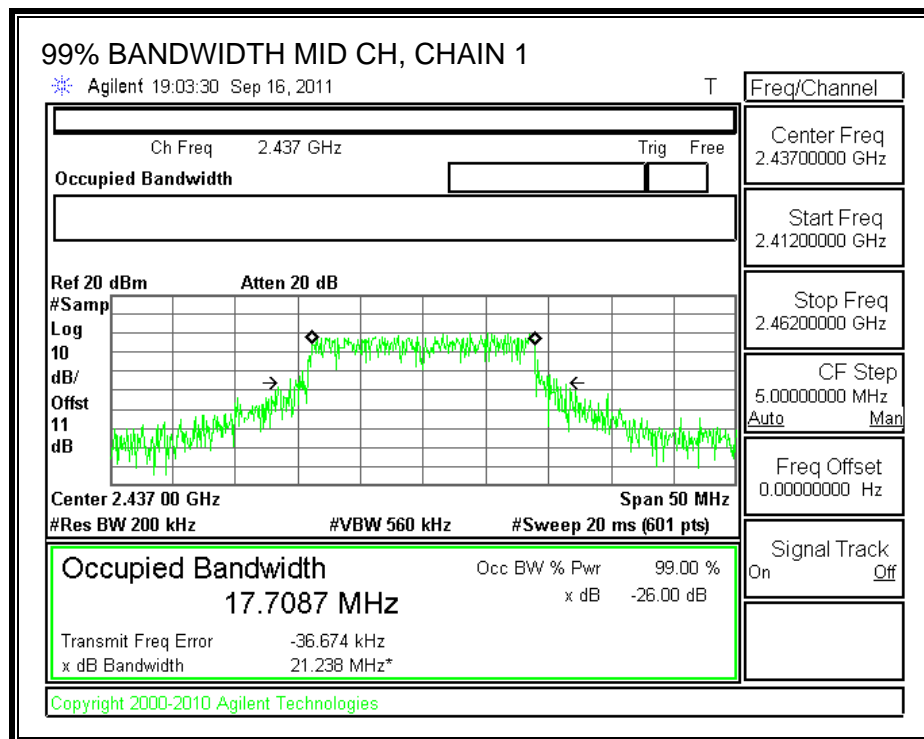 99% BANDWIDTH MID CH, CHAIN 1
Agilent 19:03:30 Sep 16, 2011 T
Freq/Channel
Ch Freq 2.437 GHz Trig Free
Occupied Bandwidth
Center Freq
2.43700000 GHz
Start Freq
2.41200000 GHz
Stop Freq
2.46200000 GHz
CF Step
5.00000000 MHz
Auto Man
Freq Offset
0.00000000 Hz
Signal Track
On Off
Ref 20 dBm Atten 20 dB
#Samp
Log
10
dB/
Offst
11
dB
Center 2.437 00 GHz Span 50 MHz
#Res BW 200 kHz #VBW 560 kHz #Sweep 20 ms (601 pts)
Occupied Bandwidth Occ BW % Pwr 99.00 %
17.7087 MHz x dB -26.00 dB
Transmit Freq Error -36.674 kHz
x dB Bandwidth 21.238 MHz*
Copyright 2000-2010 Agilent Technologies